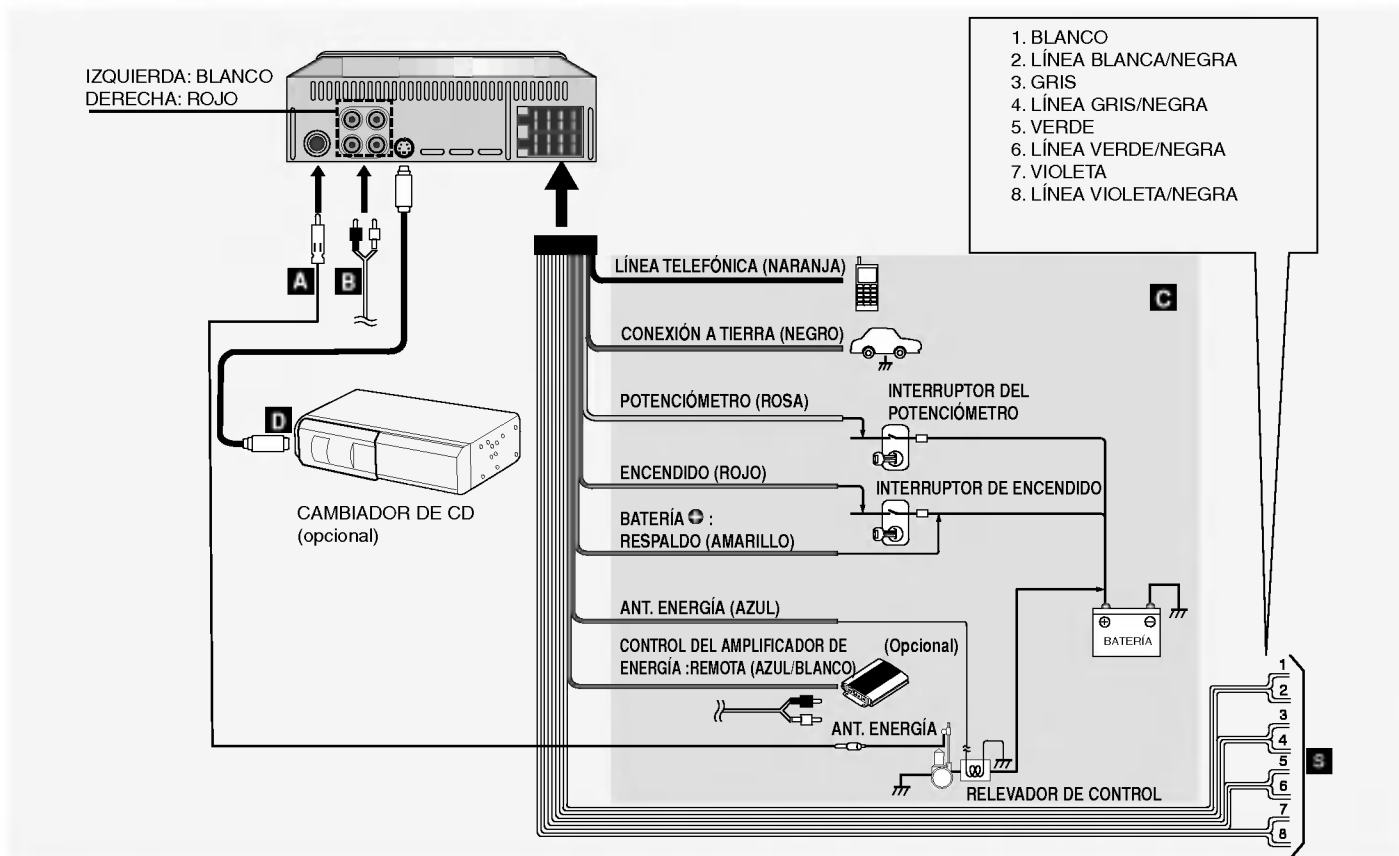 IZQUIERDA: BLANCO
DERECHA: ROJO
1. BLANCO
2. LÍNEA BLANCA/NEGRA
3. GRIS
4. LÍNEA GRIS/NEGRA
5. VERDE
6. LÍNEA VERDE/NEGRA
7. VIOLETA
8. LÍNEA VIOLETA/NEGRA
A
B
C
LÍNEA TELEFÓNICA (NARANJA)
CONEXIÓN A TIERRA (NEGRO)
POTENCIÓMETRO (ROSA)
INTERRUPTOR DEL
POTENCIÓMETRO
D
CAMBIADOR DE CD
(opcional)
ENCENDIDO (ROJO)
INTERRUPTOR DE ENCENDIDO
BATERÍA ⊕ :
RESPALDO (AMARILLO)
ANT. ENERGÍA (AZUL)
⊕ ⊖
BATERÍA
CONTROL DEL AMPLIFICADOR DE
ENERGÍA :REMOTA (AZUL/BLANCO)
(Opcional)
ANT. ENERGÍA
RELEVADOR DE CONTROL
1
2
3
4
5
6
7
8
S